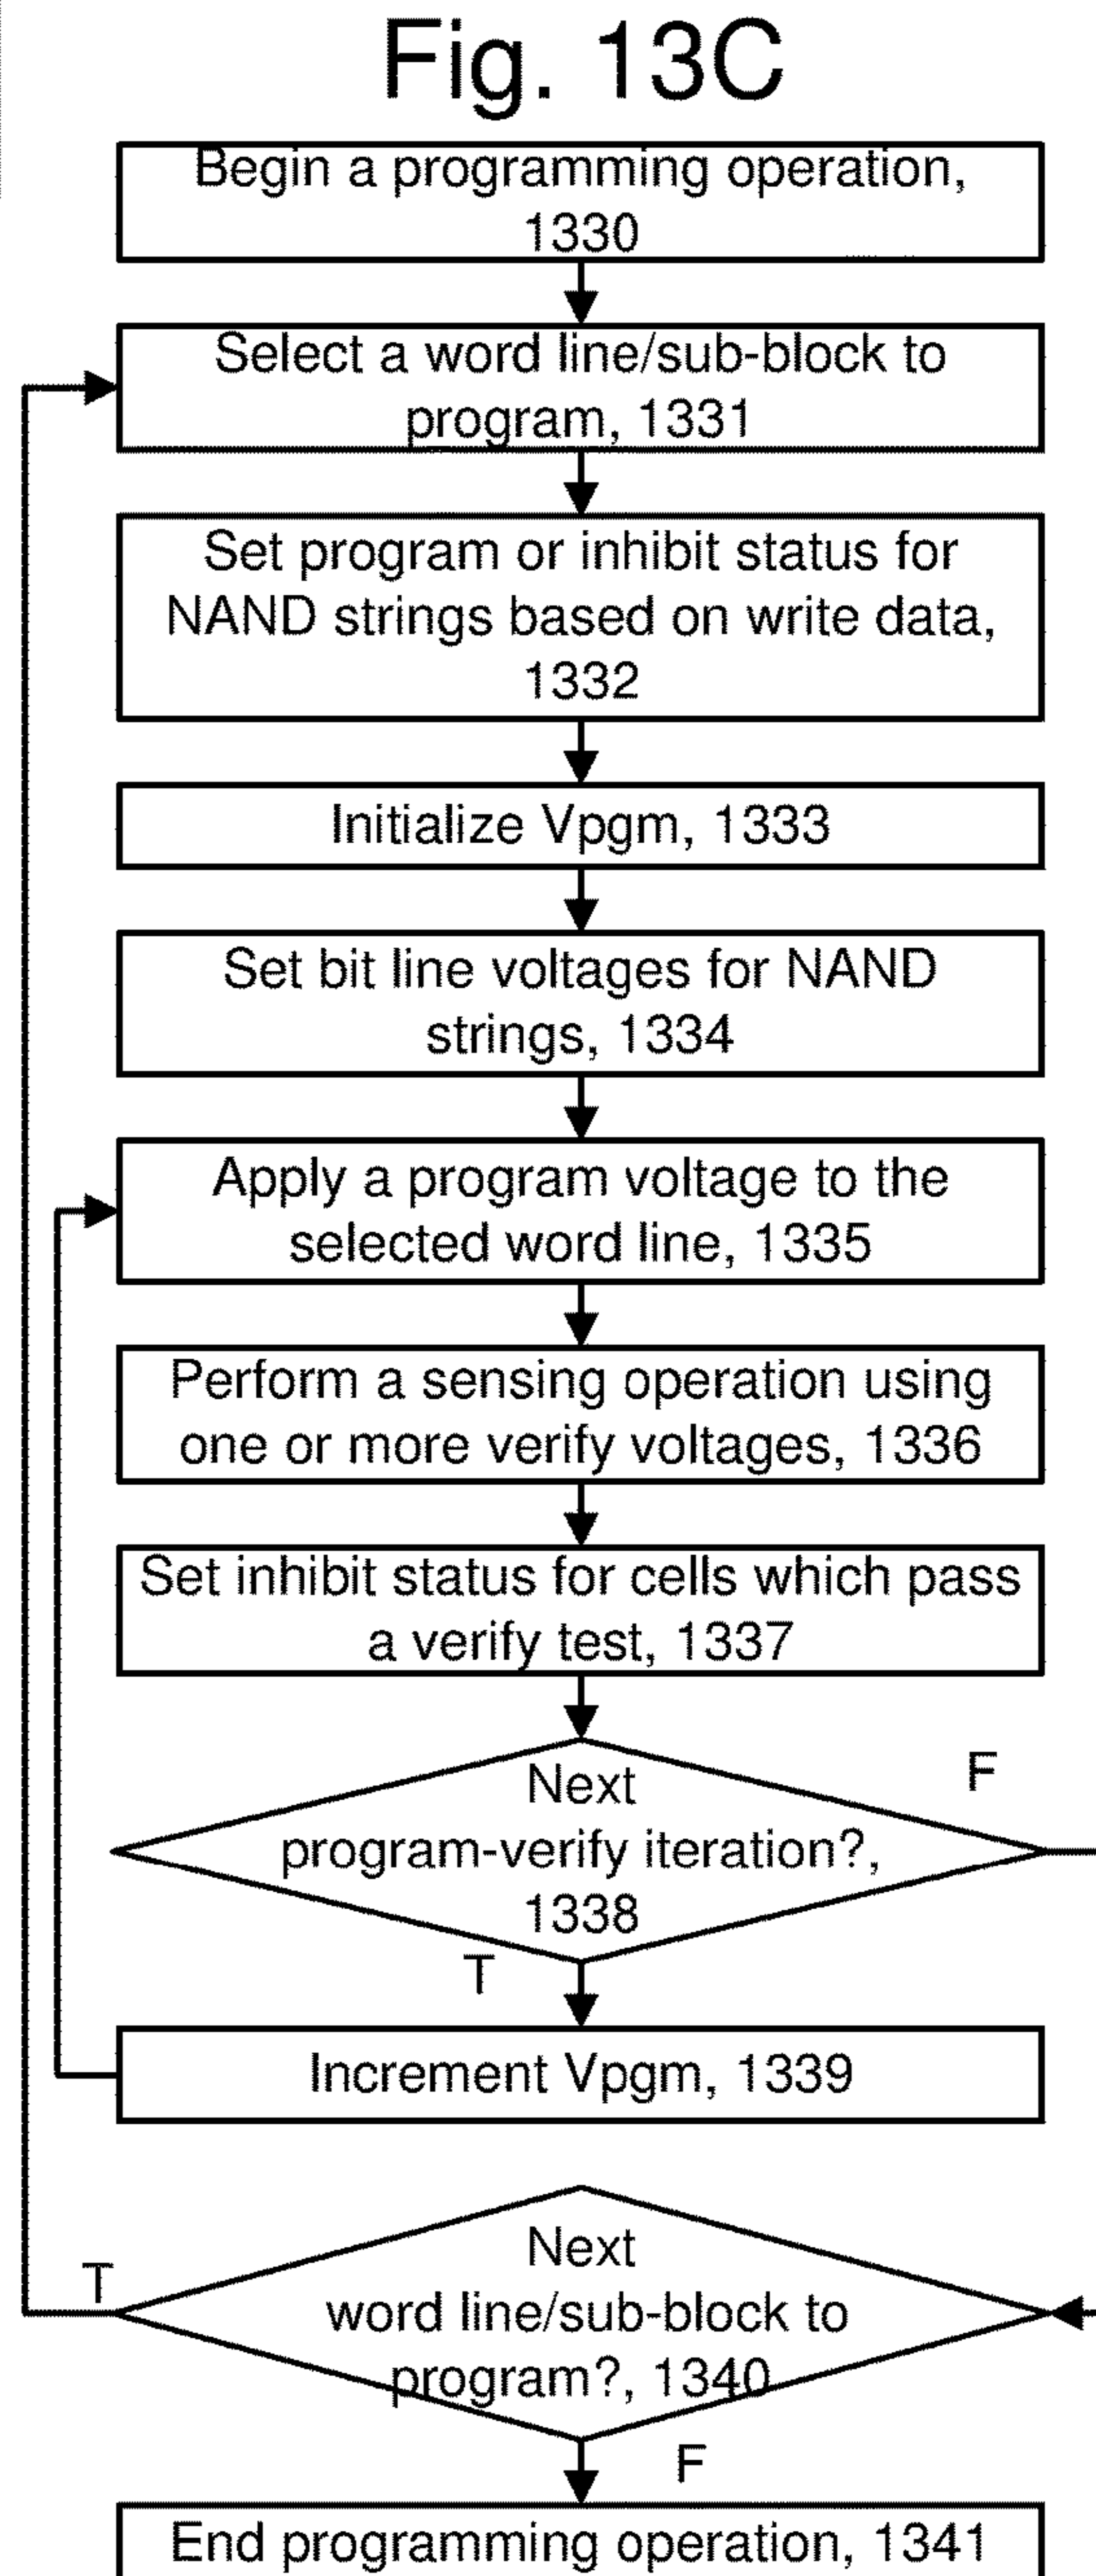 Fig. 13C
Begin a programming operation,
1330
Select a word line/sub-block to
program, 1331
Set program or inhibit status for
NAND strings based on write data,
1332
Initialize Vpgm, 1333
Set bit line voltages for NAND
strings, 1334
Apply a program voltage to the
selected word line, 1335
Perform a sensing operation using
one or more verify voltages, 1336
Set inhibit status for cells which pass
a verify test, 1337
F
Next
program-verify iteration?,
1338
T
Increment Vpgm, 1339
Next
T
word line/sub-block to
program?, 1340
F
End programming operation, 1341